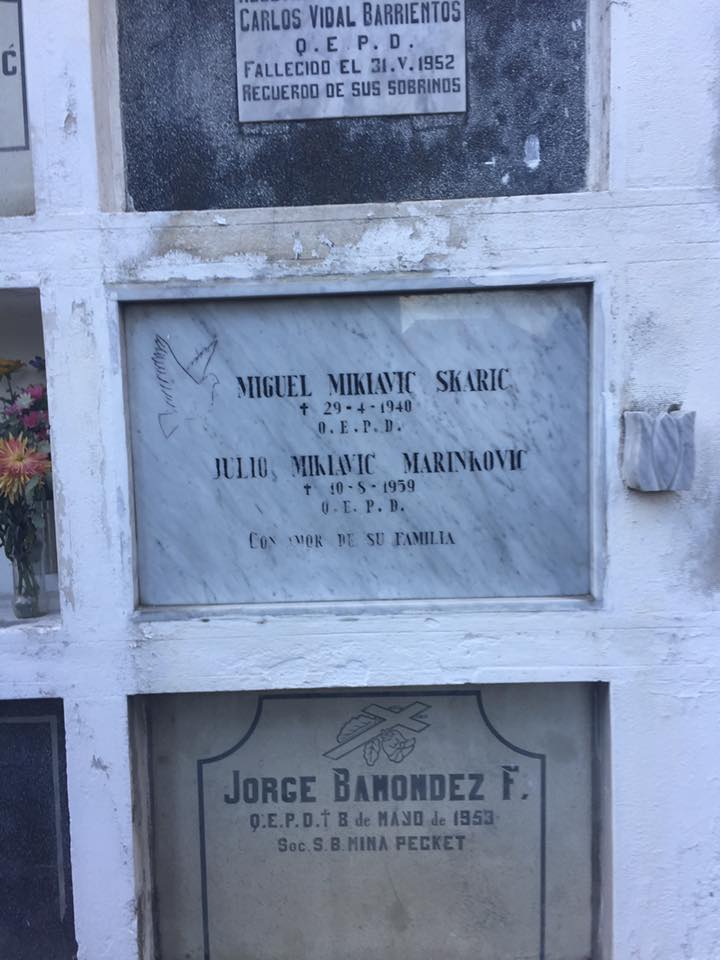 CARLOS VIDAL BARRIENTOS
Q.E.P.D.
FALLECIDO EL 31.V.1952
RECUERDO DE SUS SOBRINOS
Ć
MIGUEL MIKIAVIC SKARIC
† 29-4-1940
Q.E.P.D.
JULIO MIKIAVIC MARINKOVIC
† 10-8-1959
Q.E.P.D.
CON AMOR DE SU FAMILIA
JORGE BAMONDEZ F.
Q.E.P.D. † 8 de MAYO de 1953
SOC. S.B. MINA PECKET